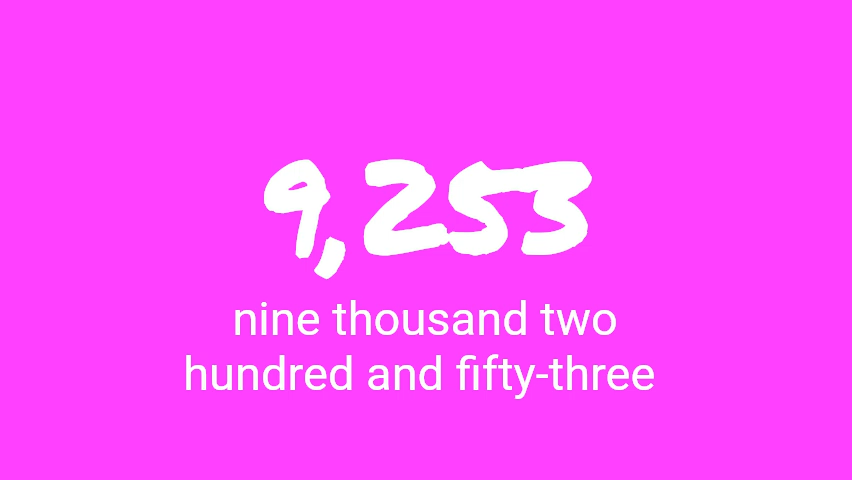 9,253
nine thousand two
hundred and fifty-three